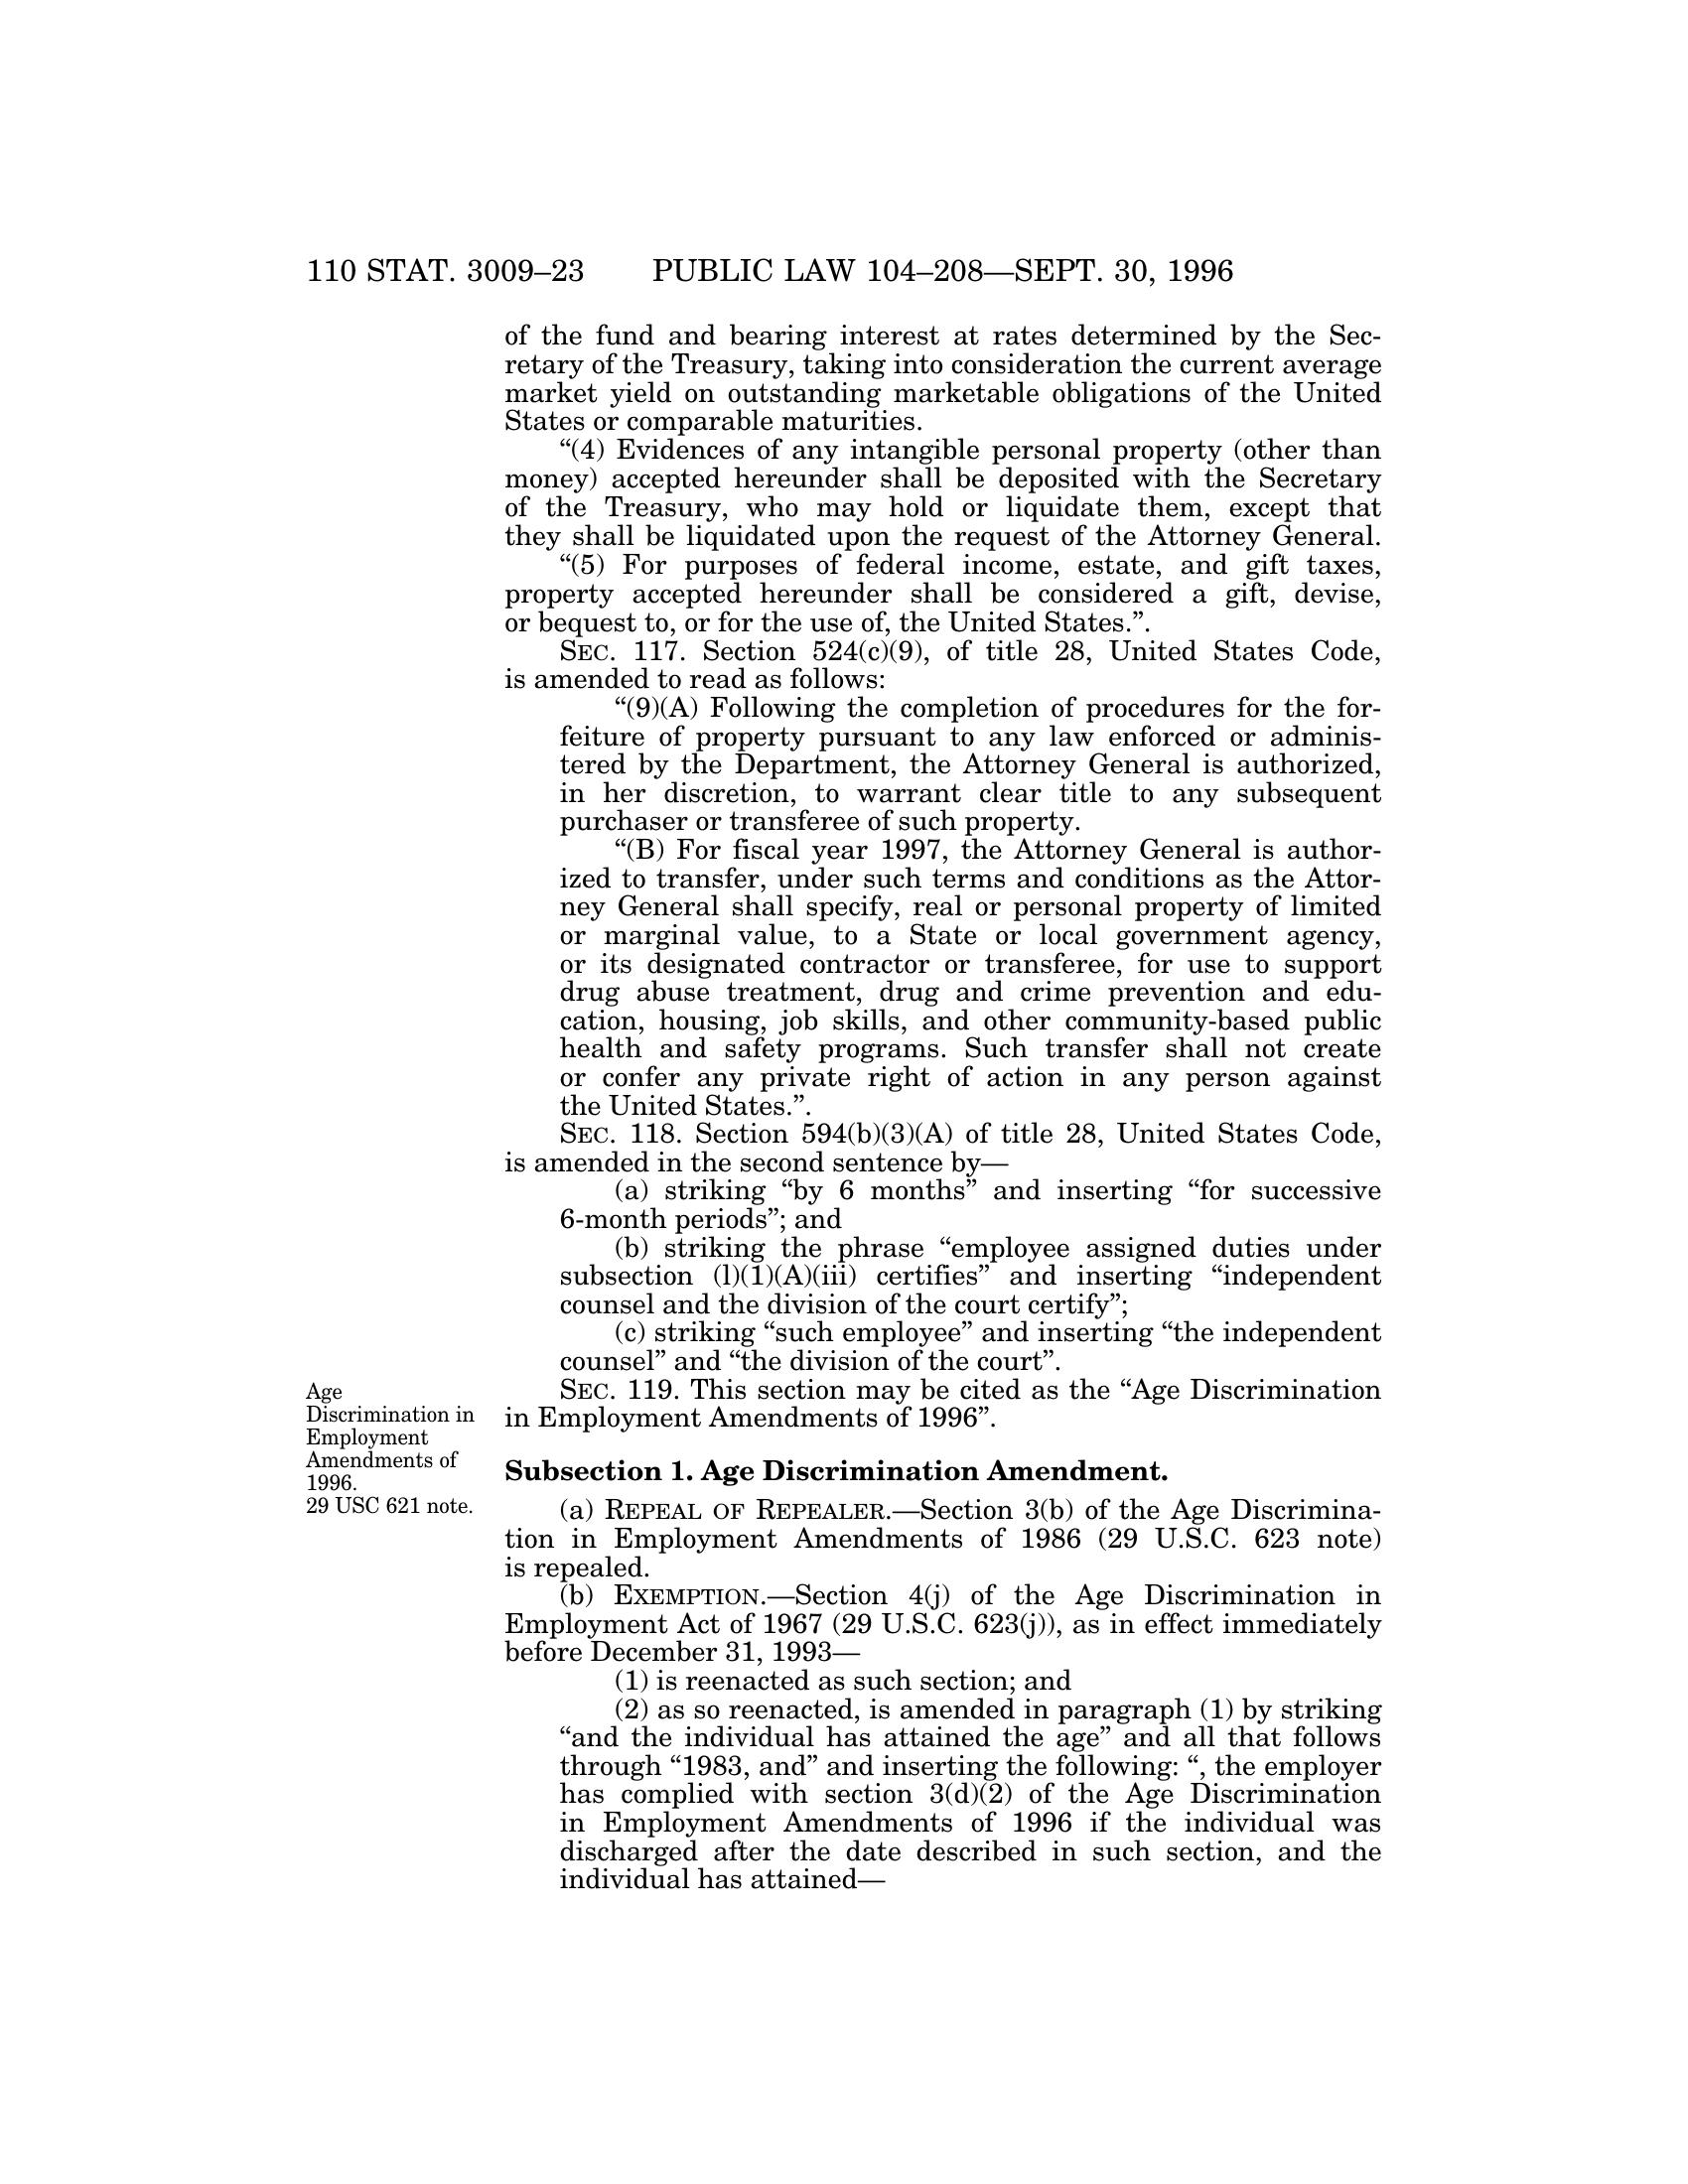 110 STAT. 3009–23 PUBLIC LAW 104–208—SEPT. 30, 1996
of the fund and bearing interest at rates determined by the Sec-
retary of the Treasury, taking into consideration the current average
market yield on outstanding marketable obligations of the United
States or comparable maturities.
“(4) Evidences of any intangible personal property (other than
money) accepted hereunder shall be deposited with the Secretary
of the Treasury, who may hold or liquidate them, except that
they shall be liquidated upon the request of the Attorney General.
“(5) For purposes of federal income, estate, and gift taxes,
property accepted hereunder shall be considered a gift, devise,
or bequest to, or for the use of, the United States.”.
SEC. 117. Section 524(c)(9), of title 28, United States Code,
is amended to read as follows:
“(9)(A) Following the completion of procedures for the for-
feiture of property pursuant to any law enforced or adminis-
tered by the Department, the Attorney General is authorized,
in her discretion, to warrant clear title to any subsequent
purchaser or transferee of such property.
“(B) For fiscal year 1997, the Attorney General is author-
ized to transfer, under such terms and conditions as the Attor-
ney General shall specify, real or personal property of limited
or marginal value, to a State or local government agency,
or its designated contractor or transferee, for use to support
drug abuse treatment, drug and crime prevention and edu-
cation, housing, job skills, and other community-based public
health and safety programs. Such transfer shall not create
or confer any private right of action in any person against
the United States.”.
SEC. 118. Section 594(b)(3)(A) of title 28, United States Code,
is amended in the second sentence by—
(a) striking “by 6 months” and inserting “for successive
6-month periods”; and
(b) striking the phrase “employee assigned duties under
subsection (l)(1)(A)(iii) certifies” and inserting “independent
counsel and the division of the court certify”;
(c) striking “such employee” and inserting “the independent
counsel” and “the division of the court”.
SEC. 119. This section may be cited as the “Age Discrimination
in Employment Amendments of 1996”.
Age
Discrimination in
Employment
Amendments of
1996.
29 USC 621 note.
Subsection 1. Age Discrimination Amendment.
(a) REPEAL OF REPEALER.—Section 3(b) of the Age Discrimina-
tion in Employment Amendments of 1986 (29 U.S.C. 623 note)
is repealed.
(b) EXEMPTION.—Section 4(j) of the Age Discrimination in
Employment Act of 1967 (29 U.S.C. 623(j)), as in effect immediately
before December 31, 1993—
(1) is reenacted as such section; and
(2) as so reenacted, is amended in paragraph (1) by striking
“and the individual has attained the age” and all that follows
through “1983, and” and inserting the following: “, the employer
has complied with section 3(d)(2) of the Age Discrimination
in Employment Amendments of 1996 if the individual was
discharged after the date described in such section, and the
individual has attained—